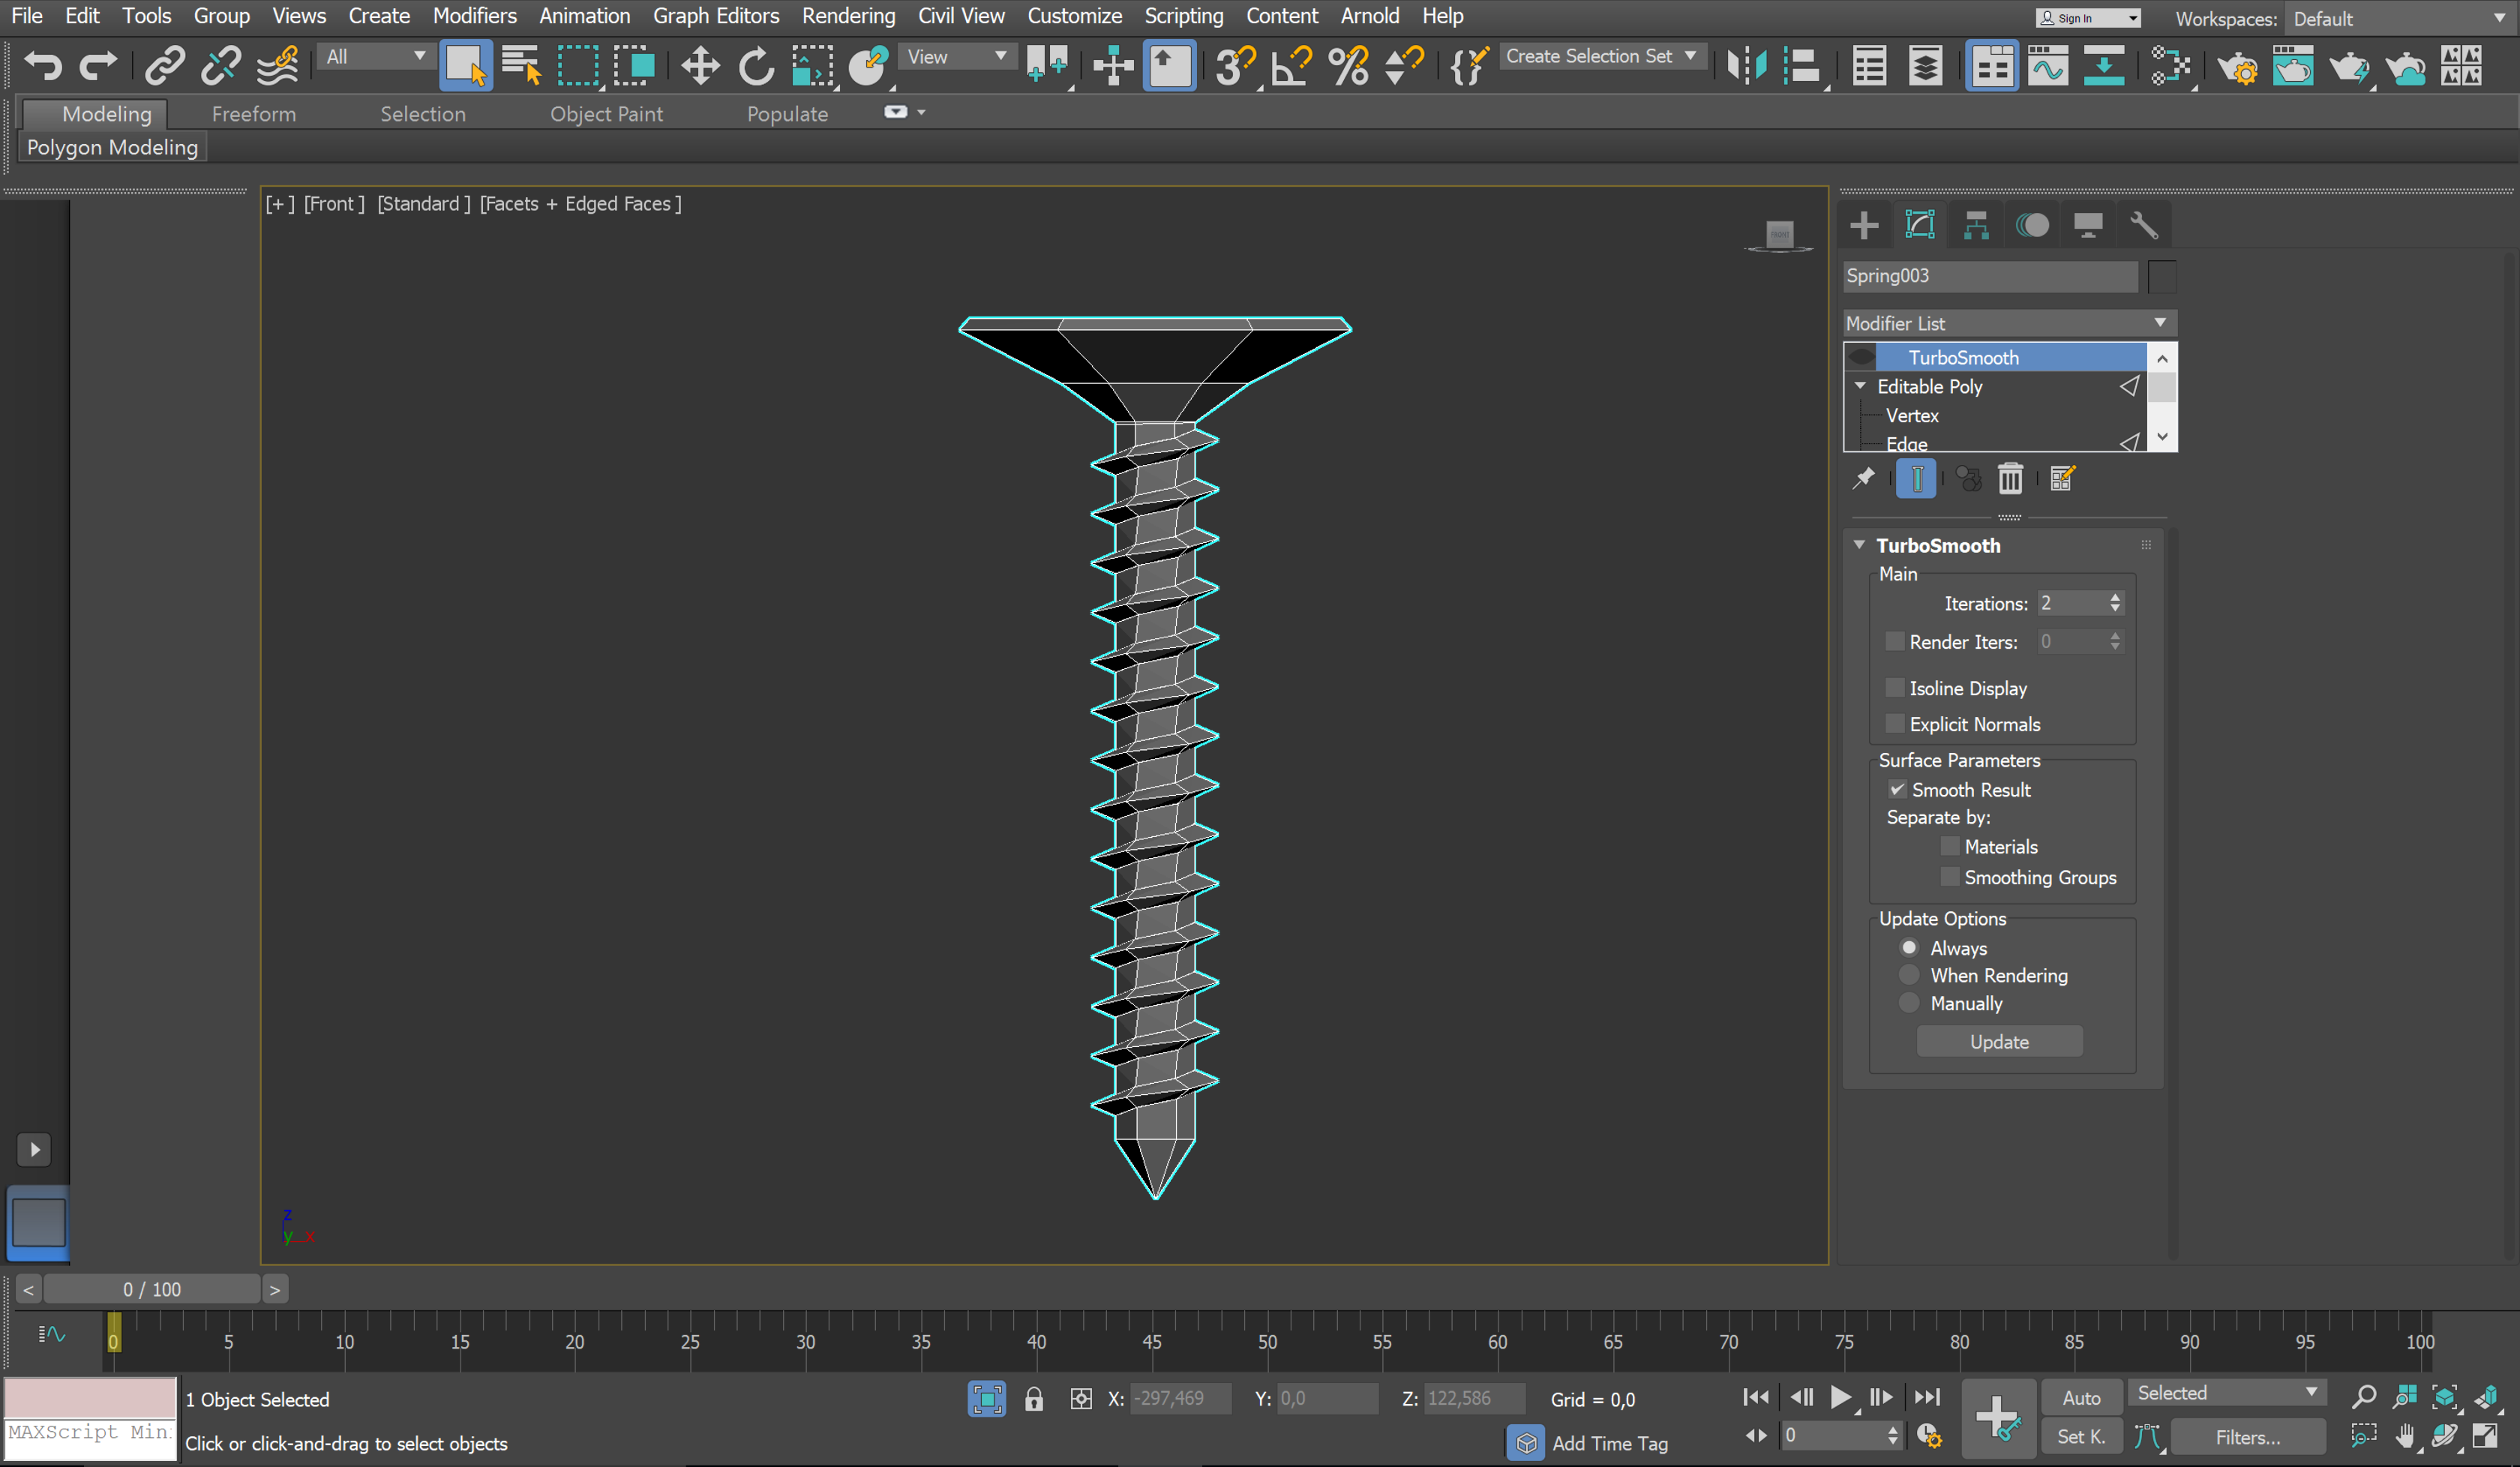 File Edit Tools Group Views Create Modifiers Animation Graph Editors Rendering Civil View Customize Scripting Content Arnold Help
Sign In Workspaces: Default
All View Create Selection Set
Modeling Freeform Selection Object Paint Populate
Polygon Modeling
[+] [Front] [Standard] [Facets + Edged Faces]
FRONT
Spring003
Modifier List
TurboSmooth
Editable Poly
Vertex
Edge
TurboSmooth
Main
Iterations: 2
Render Iters: 0
Isoline Display
Explicit Normals
Surface Parameters
Smooth Result
Separate by:
Materials
Smoothing Groups
Update Options
Always
When Rendering
Manually
Update
z
y x
< 0 / 100 >
0 5 10 15 20 25 30 35 40 45 50 55 60 65 70 75 80 85 90 95 100
1 Object Selected X: -297,469 Y: 0,0 Z: 122,586 Grid = 0,0 Auto Selected
MAXScript Min Click or click-and-drag to select objects Add Time Tag 0 Set K. Filters...